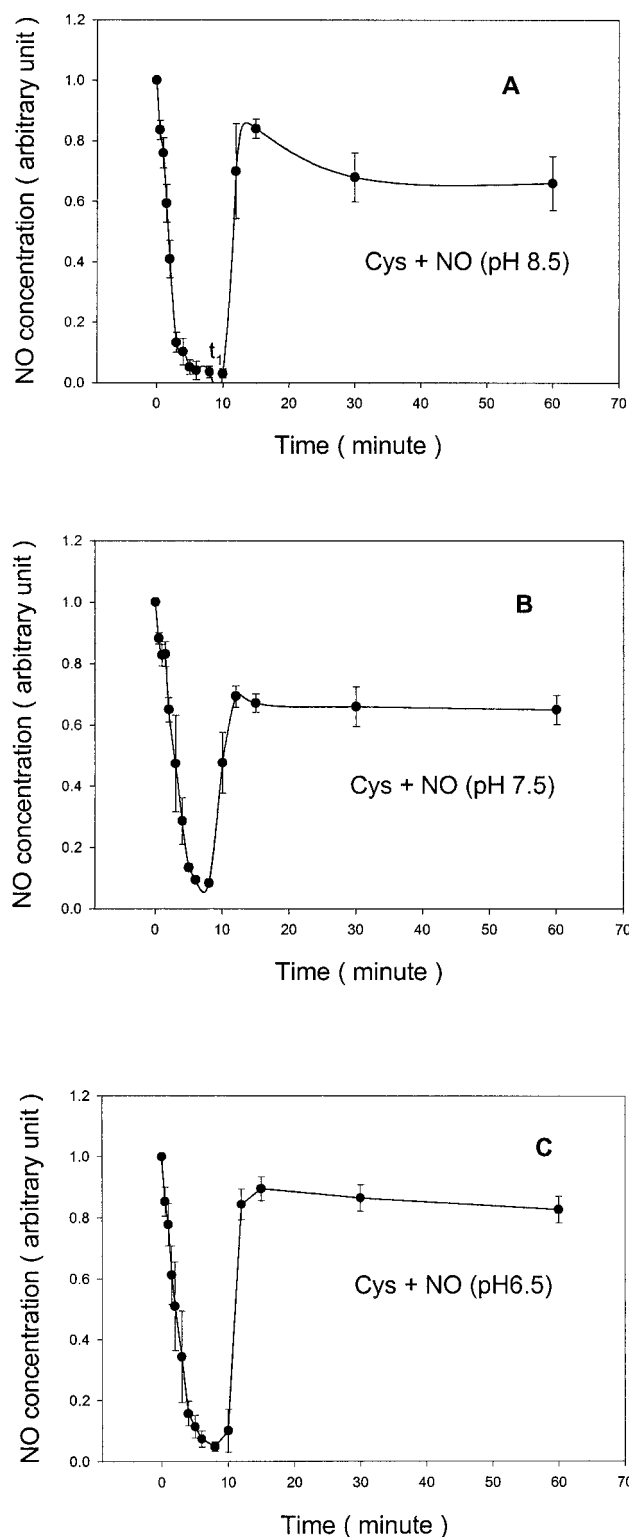 1.2
A
1.0
0.8
0.6
0.4
0.2
0.0
NO concentration ( arbitrary unit )
Cys + NO (pH 8.5)
t1
0 10 20 30 40 50 60 70
Time ( minute )
1.2
B
1.0
0.8
0.6
0.4
0.2
0.0
NO concentration ( arbitrary unit )
Cys + NO (pH 7.5)
0 10 20 30 40 50 60 70
Time ( minute )
1.2
C
1.0
0.8
0.6
0.4
0.2
0.0
NO concentration ( arbitrary unit )
Cys + NO (pH6.5)
0 10 20 30 40 50 60 70
Time ( minute )